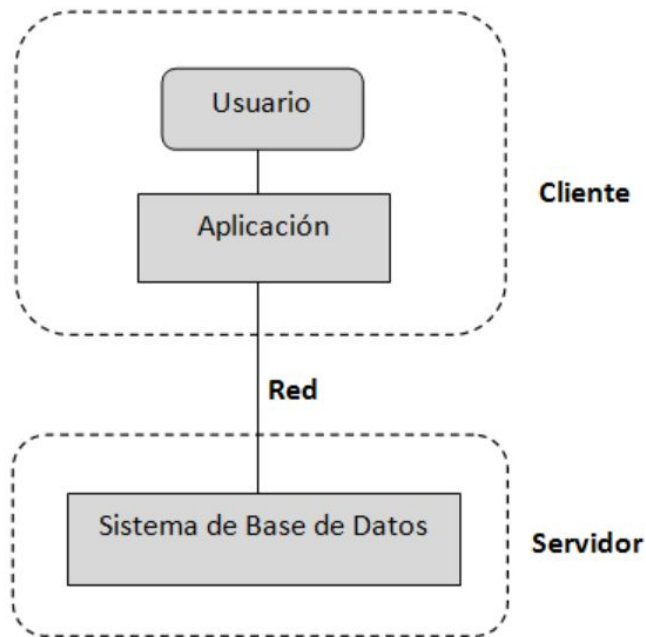 Usuario
Aplicación
Cliente
Red
Sistema de Base de Datos
Servidor